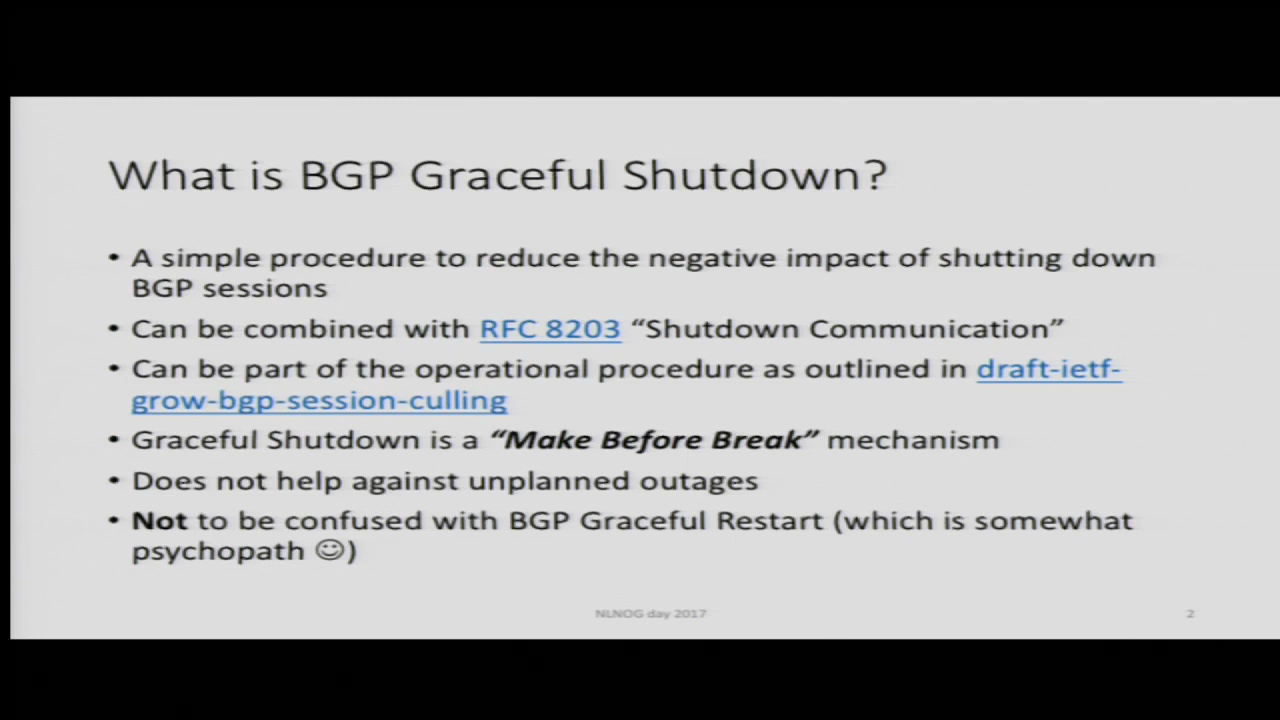 What is BGP Graceful Shutdown?
• A simple procedure to reduce the negative impact of shutting down
BGP sessions
• Can be combined with RFC 8203 “Shutdown Communication”
• Can be part of the operational procedure as outlined in draft-ietf-
grow-bgp-session-culling
• Graceful Shutdown is a “Make Before Break” mechanism
• Does not help against unplanned outages
• Not to be confused with BGP Graceful Restart (which is somewhat
psychopath ☺)
NLNOG day 2017
2